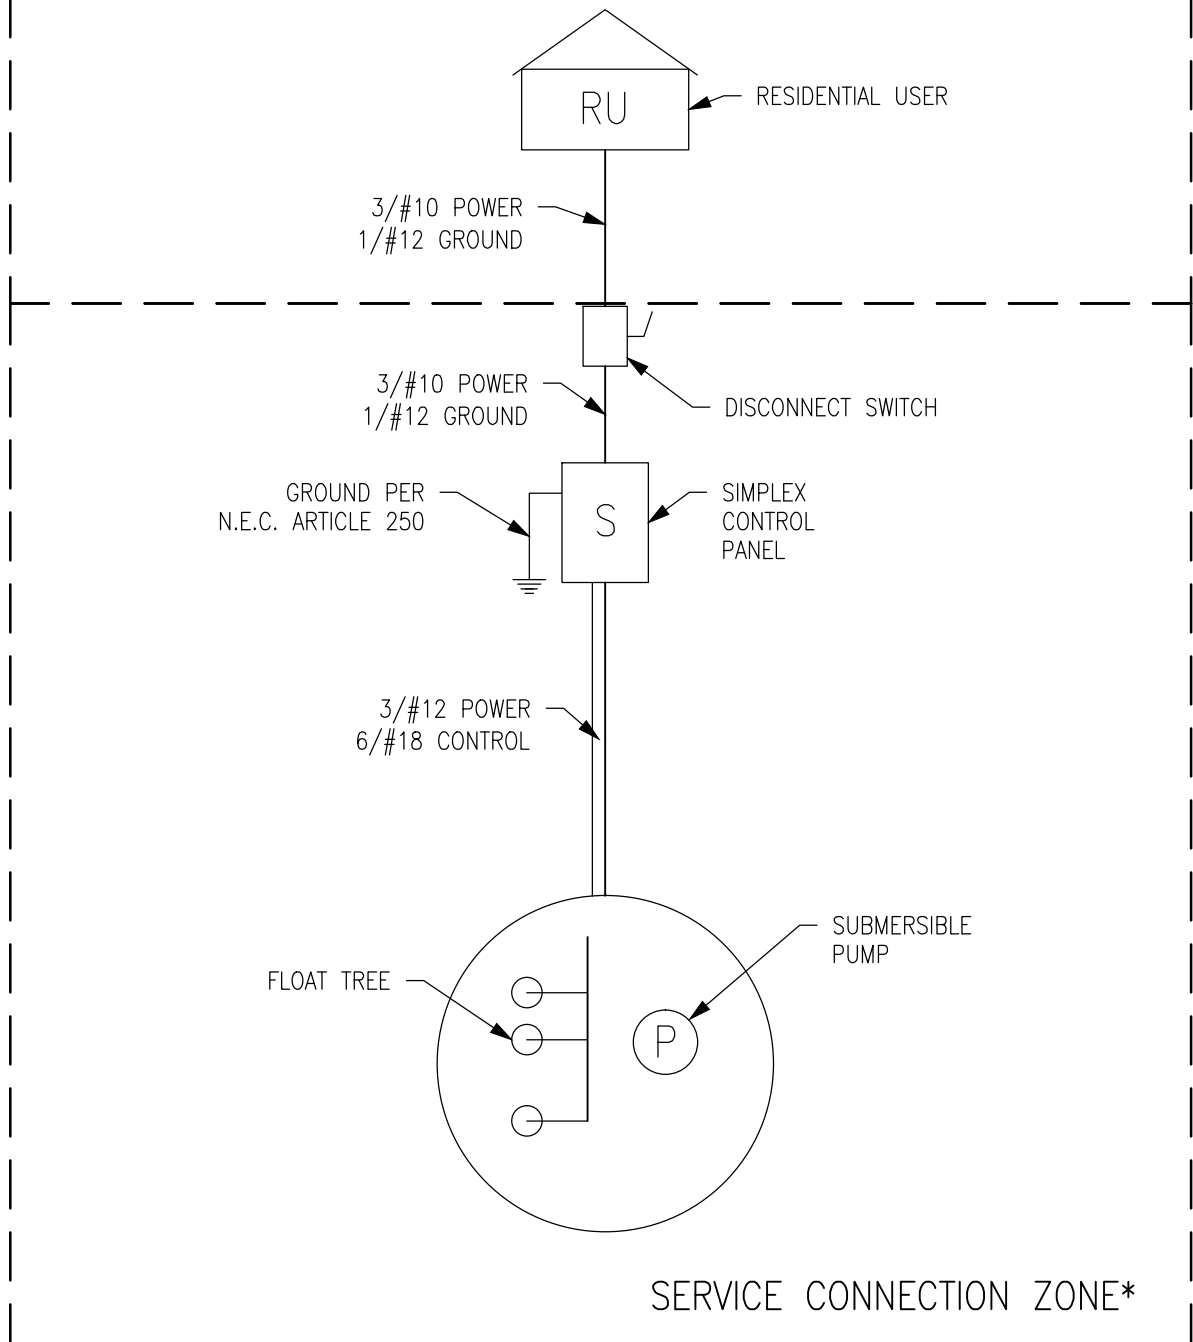 RU
RESIDENTIAL USER
3/#10 POWER
1/#12 GROUND
3/#10 POWER
1/#12 GROUND
DISCONNECT SWITCH
GROUND PER
N.E.C. ARTICLE 250
S
SIMPLEX
CONTROL
PANEL
3/#12 POWER
6/#18 CONTROL
SUBMERSIBLE
PUMP
FLOAT TREE
P
SERVICE CONNECTION ZONE*